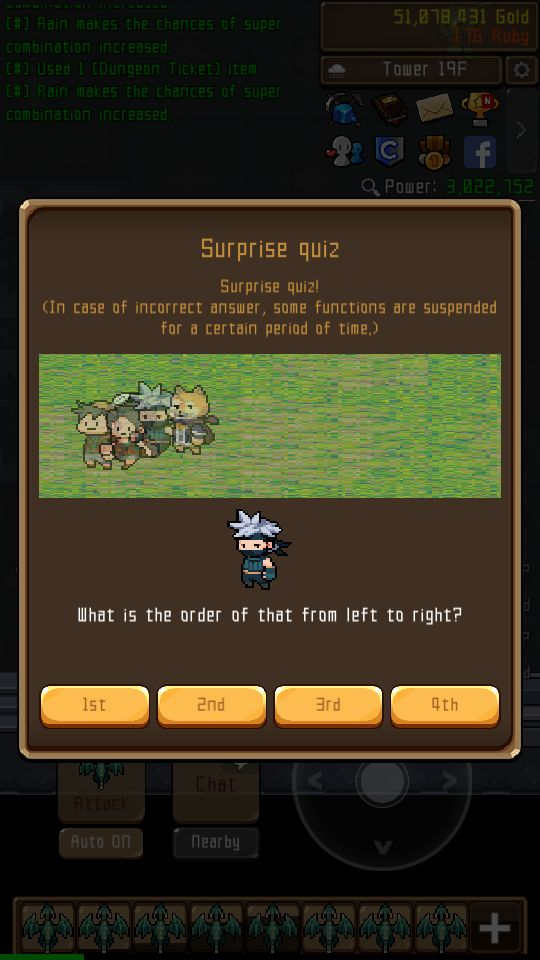 combination increased.
[#] Rain makes the chances of super
combination increased.
[#] Used 1 [Dungeon Ticket] item
[#] Rain makes the chances of super
combination increased.
51,078,431 Gold
176 Ruby
Tower 19F
N
C
f
Power: 3,022,752
Surprise quiz
Surprise quiz!
(In case of incorrect answer, some functions are suspended
for a certain period of time.)
What is the order of that from left to right?
1st
2nd
3rd
4th
Attack
Chat
Auto ON
Nearby